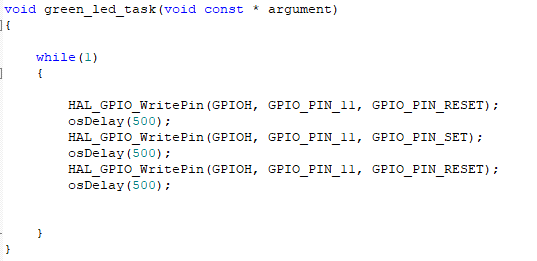 void green_led_task(void const * argument)
{
while(1)
{
HAL_GPIO_WritePin(GPIOH, GPIO_PIN_11, GPIO_PIN_RESET);
osDelay(500);
HAL_GPIO_WritePin(GPIOH, GPIO_PIN_11, GPIO_PIN_SET);
osDelay(500);
HAL_GPIO_WritePin(GPIOH, GPIO_PIN_11, GPIO_PIN_RESET);
osDelay(500);
}
}